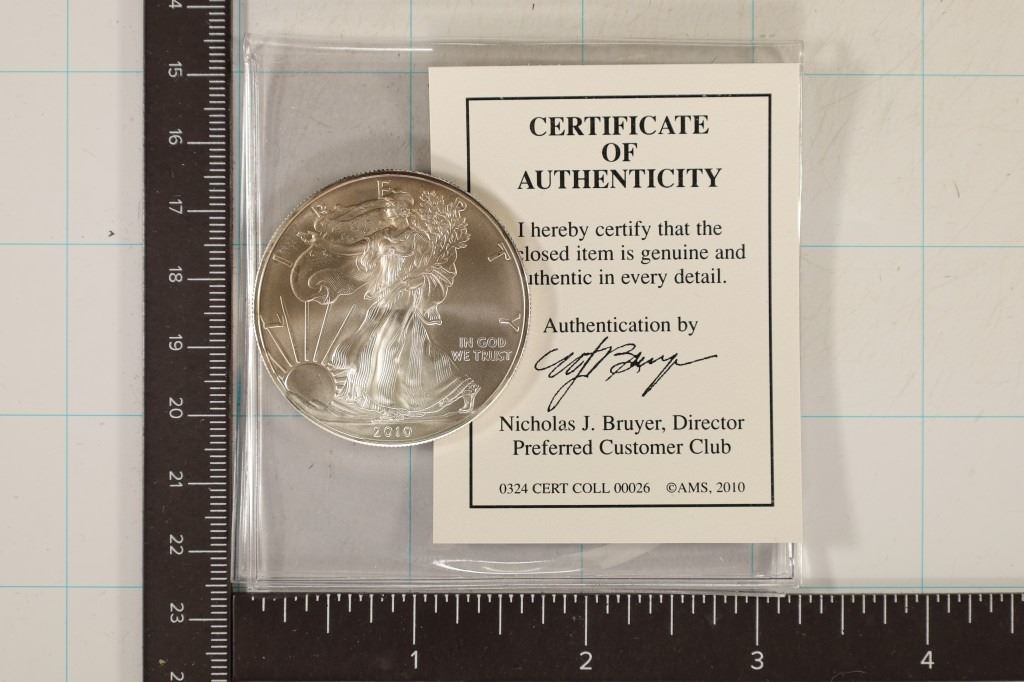 CERTIFICATE
OF
AUTHENTICITY
I hereby certify that the
closed item is genuine and
uthentic in every detail.
Authentication by
Nicholas J. Bruyer, Director
Preferred Customer Club
0324 CERT COLL 00026 ©AMS, 2010
LIBERTY
IN GOD
WE TRUST
2010
15
16
17
18
19
20
21
22
23
1 2 3 4